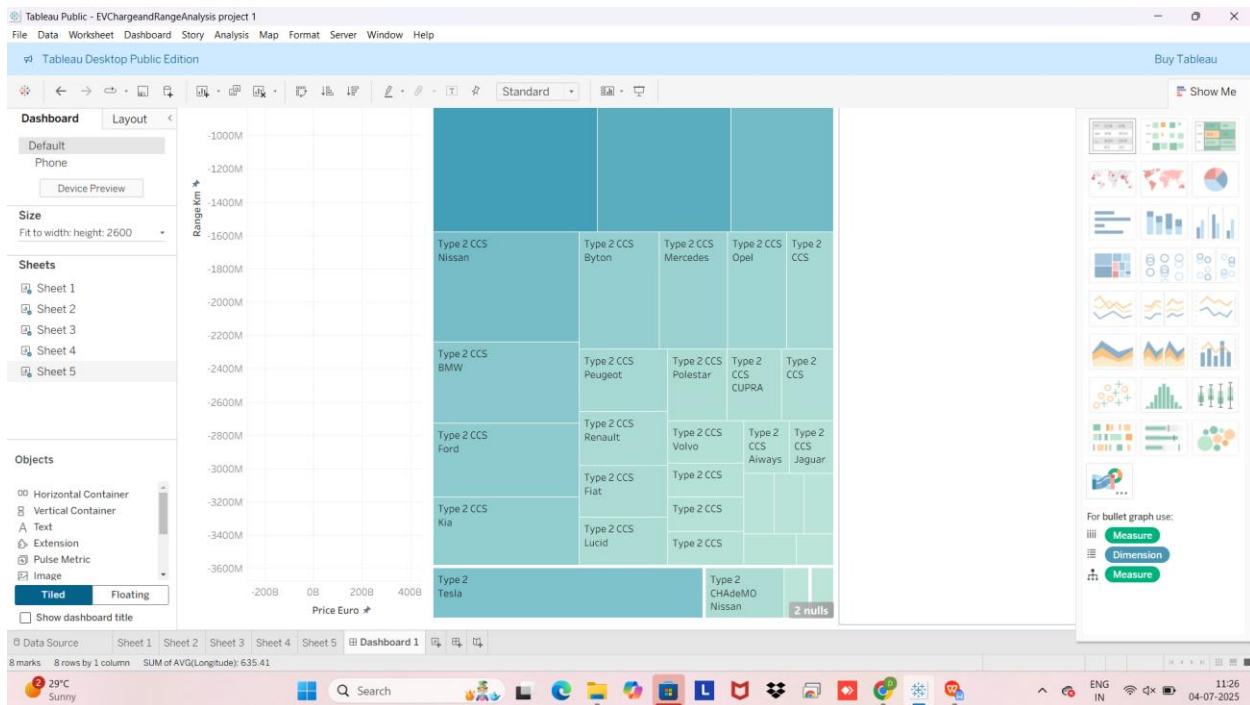 Tableau Public - EVChargeandRangeAnalysis project 1
File Data Worksheet Dashboard Story Analysis Map Format Server Window Help
Tableau Desktop Public Edition
Buy Tableau
Standard
Show Me
Dashboard Layout
Default
Phone
Device Preview
Size
Fit to width: height: 2600
Sheets
Sheet 1
Sheet 2
Sheet 3
Sheet 4
Sheet 5
Objects
Horizontal Container
Vertical Container
A Text
Extension
Pulse Metric
Image
Tiled Floating
Show dashboard title
Range Km
-1000M
-1200M
-1400M
-1600M
-1800M
-2000M
-2200M
-2400M
-2600M
-2800M
-3000M
-3200M
-3400M
-3600M
-200B 0B 200B 400B
Price Euro
Type 2 CCS
Nissan
Type 2 CCS
Byton
Type 2 CCS
Mercedes
Type 2 CCS
Opel
Type 2
CCS
Type 2 CCS
BMW
Type 2 CCS
Peugeot
Type 2 CCS
Polestar
Type 2
CCS
CUPRA
Type 2
CCS
Type 2 CCS
Ford
Type 2 CCS
Renault
Type 2 CCS
Volvo
Type 2
CCS
Aiways
Type 2
CCS
Jaguar
Type 2 CCS
Fiat
Type 2 CCS
Type 2 CCS
Kia
Type 2 CCS
Lucid
Type 2 CCS
Type 2 CCS
Type 2
Tesla
Type 2
CHAdeMO
Nissan
2 nulls
For bullet graph use:
Measure
Dimension
Measure
Data Source Sheet 1 Sheet 2 Sheet 3 Sheet 4 Sheet 5 Dashboard 1
8 marks 8 rows by 1 column SUM of AVG(Longitude): 635.41
2
29°C
Sunny
Search
ENG
IN
11:26
04-07-2025